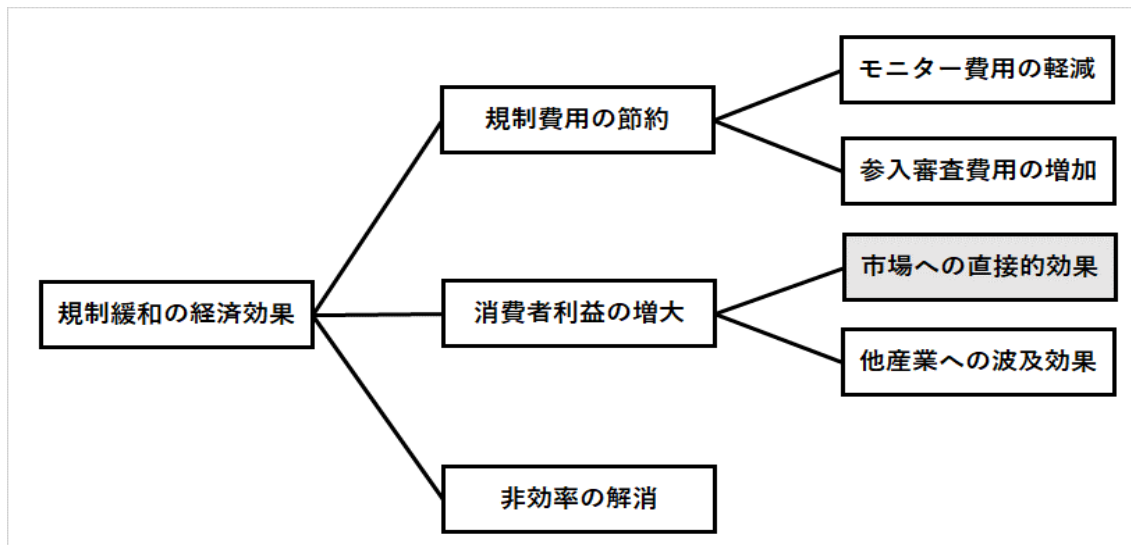 規制緩和の経済効果
規制費用の節約
モニター費用の軽減
参入審査費用の増加
消費者利益の増大
市場への直接的効果
他産業への波及効果
非効率の解消